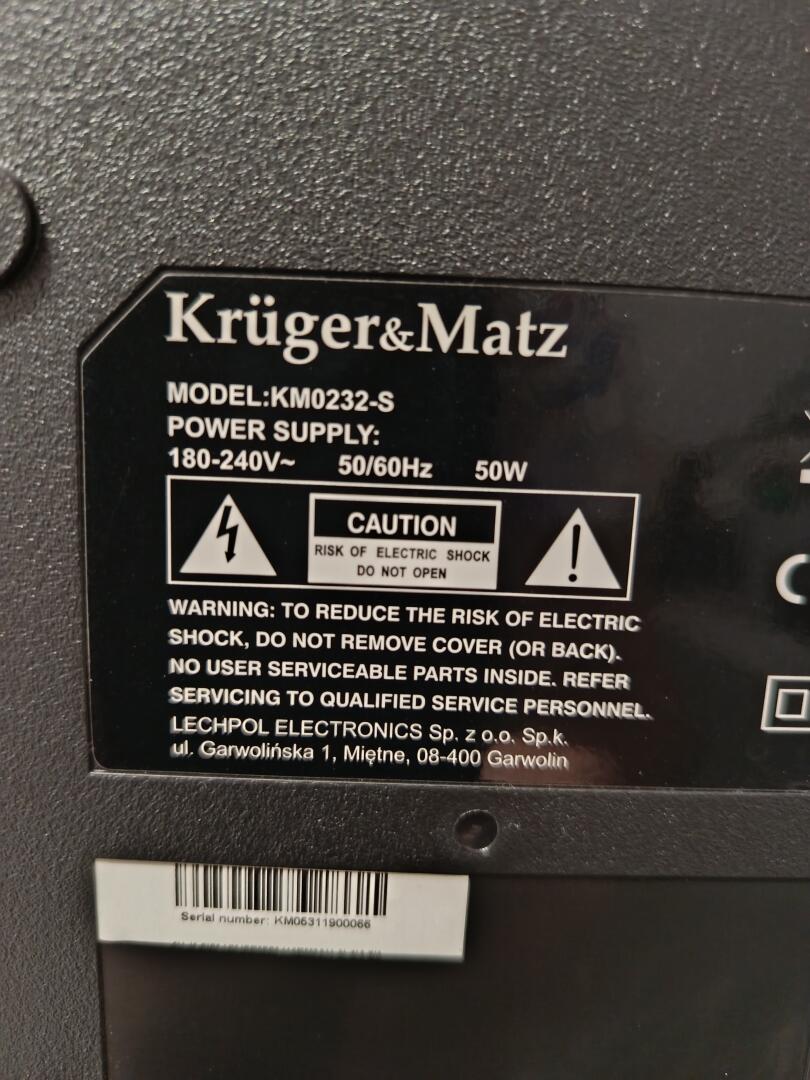 Krüger&Matz
MODEL:KM0232-S
POWER SUPPLY:
180-240V~ 50/60Hz 50W
CAUTION
RISK OF ELECTRIC SHOCK
DO NOT OPEN
WARNING: TO REDUCE THE RISK OF ELECTRIC
SHOCK, DO NOT REMOVE COVER (OR BACK).
NO USER SERVICEABLE PARTS INSIDE. REFER
SERVICING TO QUALIFIED SERVICE PERSONNEL.
LECHPOL ELECTRONICS Sp. z o.o. Sp.k.
ul. Garwolińska 1, Miętne, 08-400 Garwolin
Serial number: KM06311900066